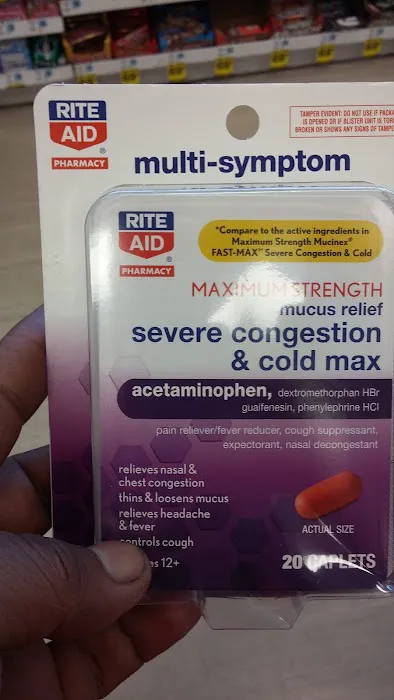 RITE
AID
®
PHARMACY
TAMPER EVIDENT: DO NOT USE IF
IS OPENED OR IF BLISTER UNIT IS
BROKEN OR SHOWS ANY SIGNS OF
multi-symptom
RITE
AID
®
PHARMACY
*Compare to the active ingredients in
Maximum Strength Mucinex®
FAST-MAX™ Severe Congestion & Cold
MAXIMUM STRENGTH
mucus relief
severe congestion
& cold max
acetaminophen, dextromethorphan HBr
guaifenesin, phenylephrine HCl
pain reliever/fever reducer, cough suppressant,
expectorant, nasal decongestant
relieves nasal &
chest congestion
thins & loosens mucus
relieves headache
& fever
controls cough
12+
ACTUAL SIZE
20 CAPLETS